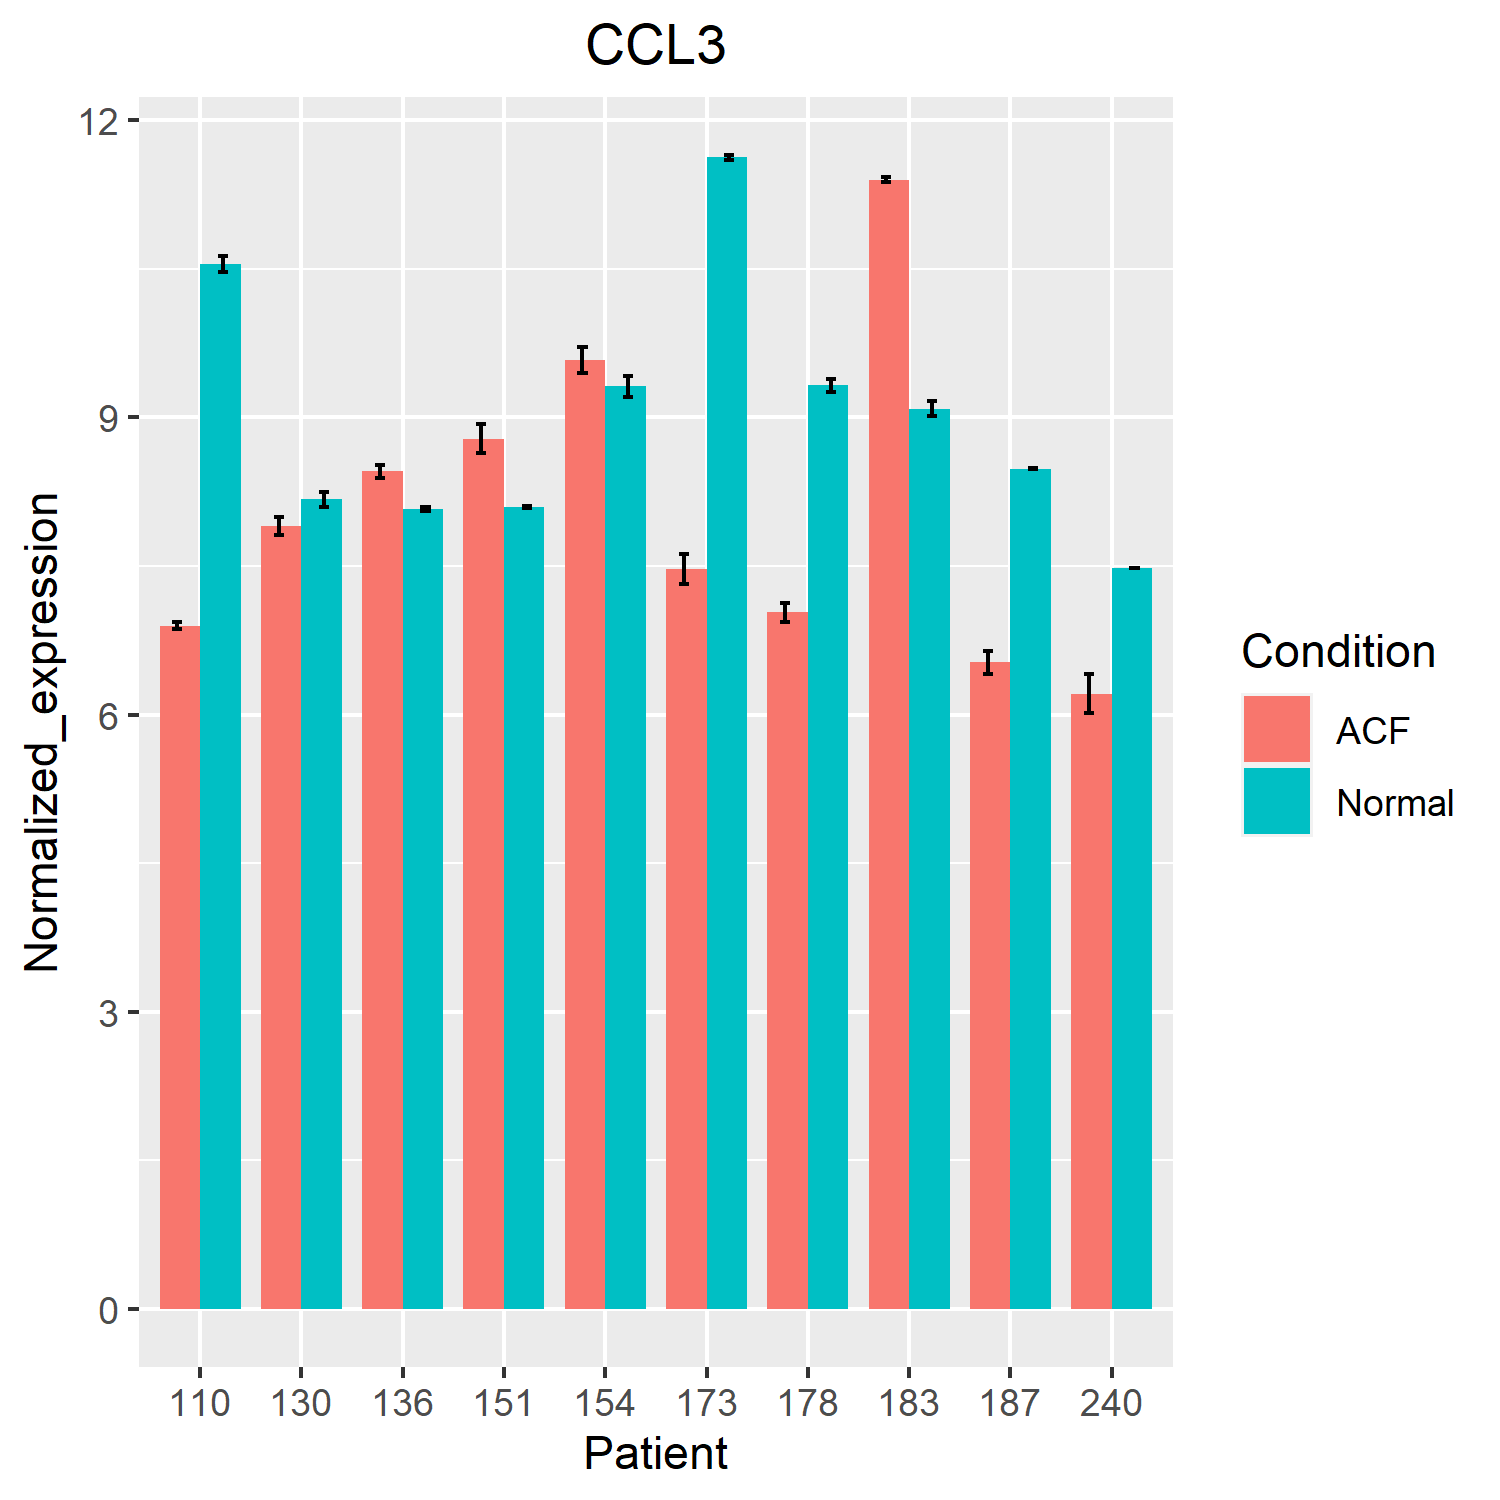 CCL3
Normalized_expression
12
9
6
3
0
110 130 136 151 154 173 178 183 187 240
Patient
Condition
ACF
Normal